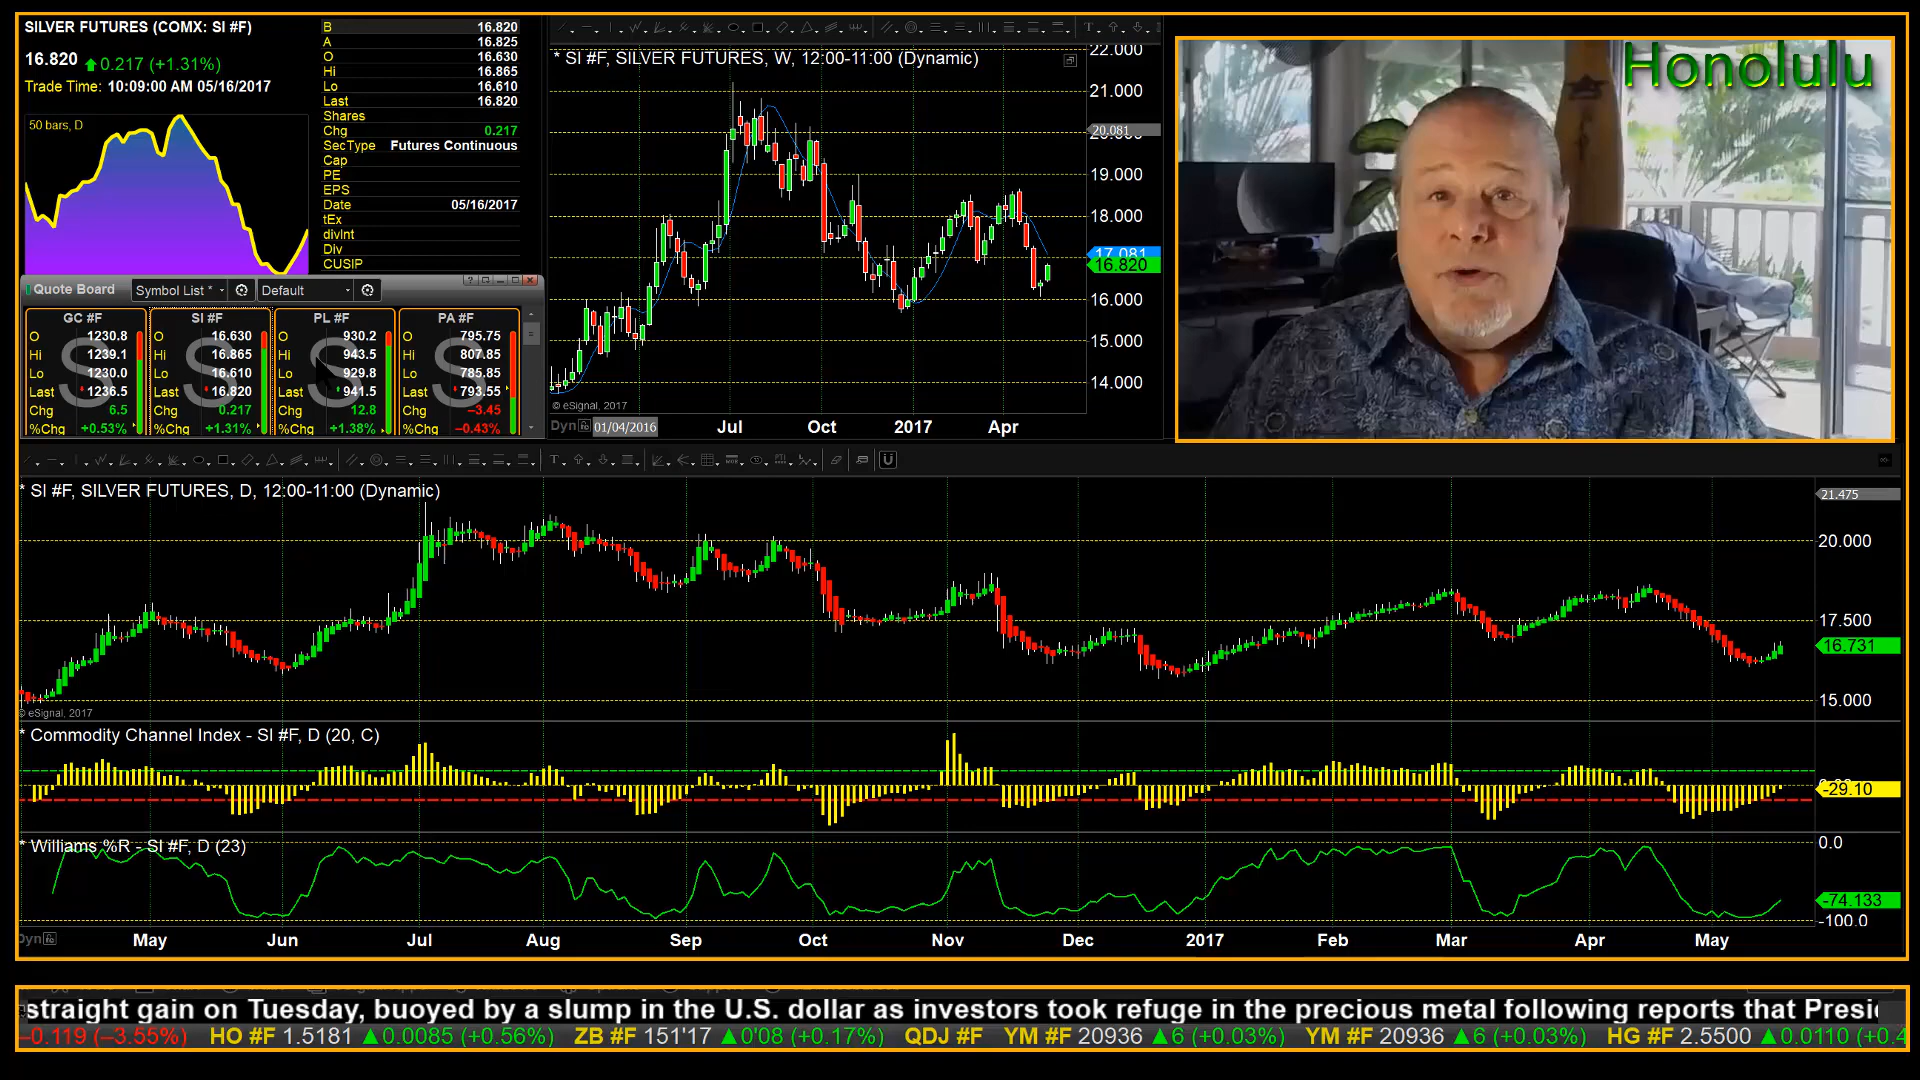 SILVER FUTURES (COMX: SI #F)
16.820 0.217 (+1.31%)
Trade Time: 10:09:00 AM 05/16/2017
50 bars, D
B 16.820
A 16.825
O 16.630
Hi 16.865
Lo 16.610
Last 16.820
Shares
Chg 0.217
SecType Futures Continuous
Cap
PE
EPS
Date 05/16/2017
tEx
divInt
Div
CUSIP
Quote Board Symbol List * Default
GC #F
O 1230.8
Hi 1239.1
Lo 1230.0
Last 1236.5
Chg 6.5
%Chg +0.53%
SI #F
O 16.630
Hi 16.865
Lo 16.610
Last 16.820
Chg 0.217
%Chg +1.31%
PL #F
O 930.2
Hi 943.5
Lo 929.8
Last 941.5
Chg 12.8
%Chg +1.38%
PA #F
O 795.75
Hi 807.85
Lo 785.85
Last 793.55
Chg -3.45
%Chg -0.43%
* SI #F, SILVER FUTURES, W, 12:00-11:00 (Dynamic)
22.000
21.000
20.081
19.000
18.000
17.081
16.820
16.000
15.000
14.000
© eSignal, 2017
Dyn 01/04/2016 Jul Oct 2017 Apr
Honolulu
* SI #F, SILVER FUTURES, D, 12:00-11:00 (Dynamic)
21.475
20.000
17.500
16.731
15.000
© eSignal, 2017
* Commodity Channel Index - SI #F, D (20, C)
-29.10
* Williams %R - SI #F, D (23)
0.0
-74.133
-100.0
Dyn May Jun Jul Aug Sep Oct Nov Dec 2017 Feb Mar Apr May
straight gain on Tuesday, buoyed by a slump in the U.S. dollar as investors took refuge in the precious metal following reports that Presi
-0.119 (-3.55%) HO #F 1.5181 0.0085 (+0.56%) ZB #F 151'17 0'08 (+0.17%) QDJ #F YM #F 20936 6 (+0.03%) YM #F 20936 6 (+0.03%) HG #F 2.5500 0.0110 (+0.4